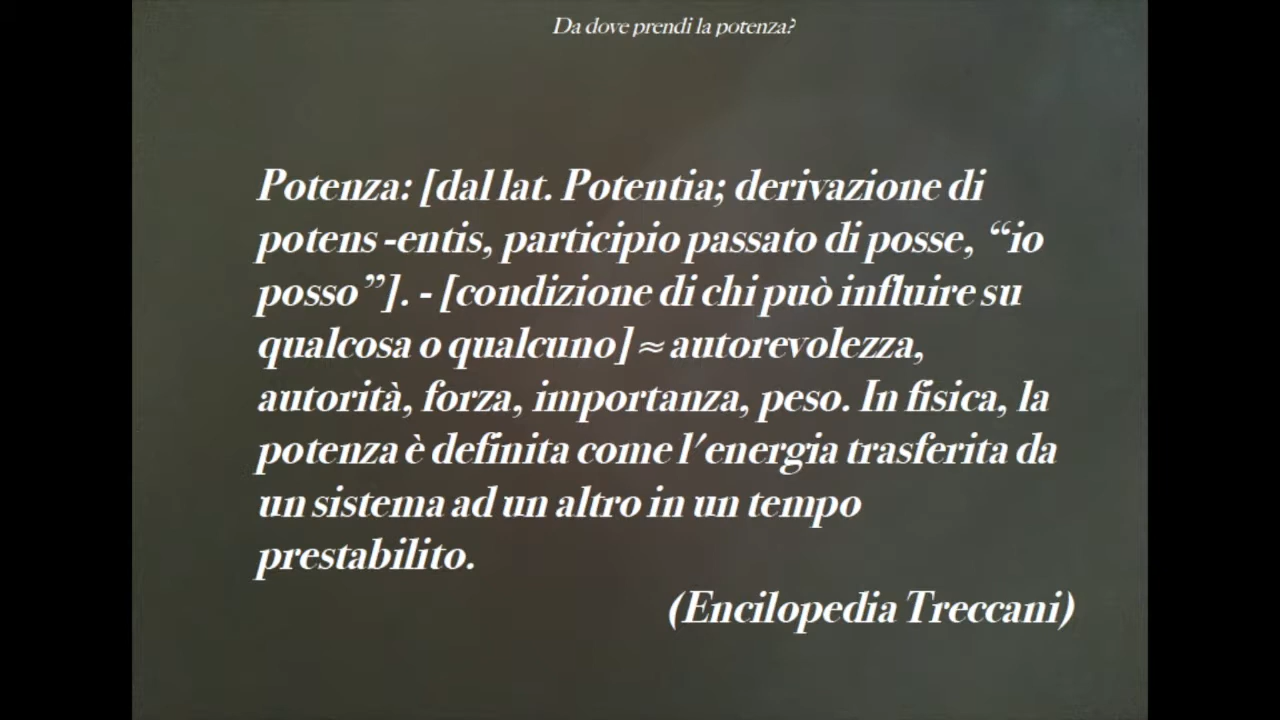 Da dove prendi la potenza?
Potenza: [dal lat. Potentia; derivazione di
potens -entis, participio passato di posse, “io
posso”]. - [condizione di chi può influire su
qualcosa o qualcuno] ≈ autorevolezza,
autorità, forza, importanza, peso. In fisica, la
potenza è definita come l'energia trasferita da
un sistema ad un altro in un tempo
prestabilito.
(Encilopedia Treccani)